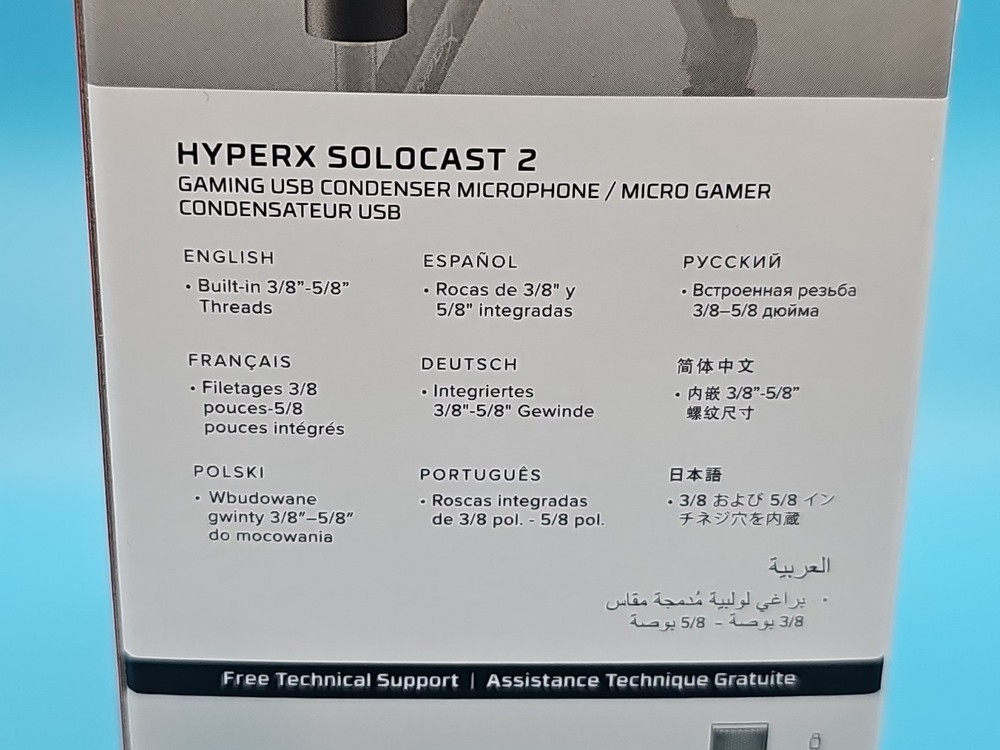 HYPERX SOLOCAST 2
GAMING USB CONDENSER MICROPHONE / MICRO GAMER
CONDENSATEUR USB
ENGLISH
• Built-in 3/8”-5/8”
Threads
ESPAÑOL
• Rocas de 3/8" y
5/8" integradas
РУССКИЙ
• Встроенная резьба
3/8–5/8 дюйма
FRANÇAIS
• Filetages 3/8
pouces-5/8
pouces intégrés
DEUTSCH
• Integriertes
3/8"-5/8" Gewinde
简体中文
• 内嵌 3/8”-5/8”
螺纹尺寸
POLSKI
• Wbudowane
gwinty 3/8”–5/8”
do mocowania
PORTUGUÊS
• Roscas integradas
de 3/8 pol. - 5/8 pol.
日本語
• 3/8 および 5/8 イン
チネジ穴を内蔵
العربية
• براغي لولبية مُدمجة مقاس
3/8 بوصة - 5/8 بوصة
Free Technical Support | Assistance Technique Gratuite